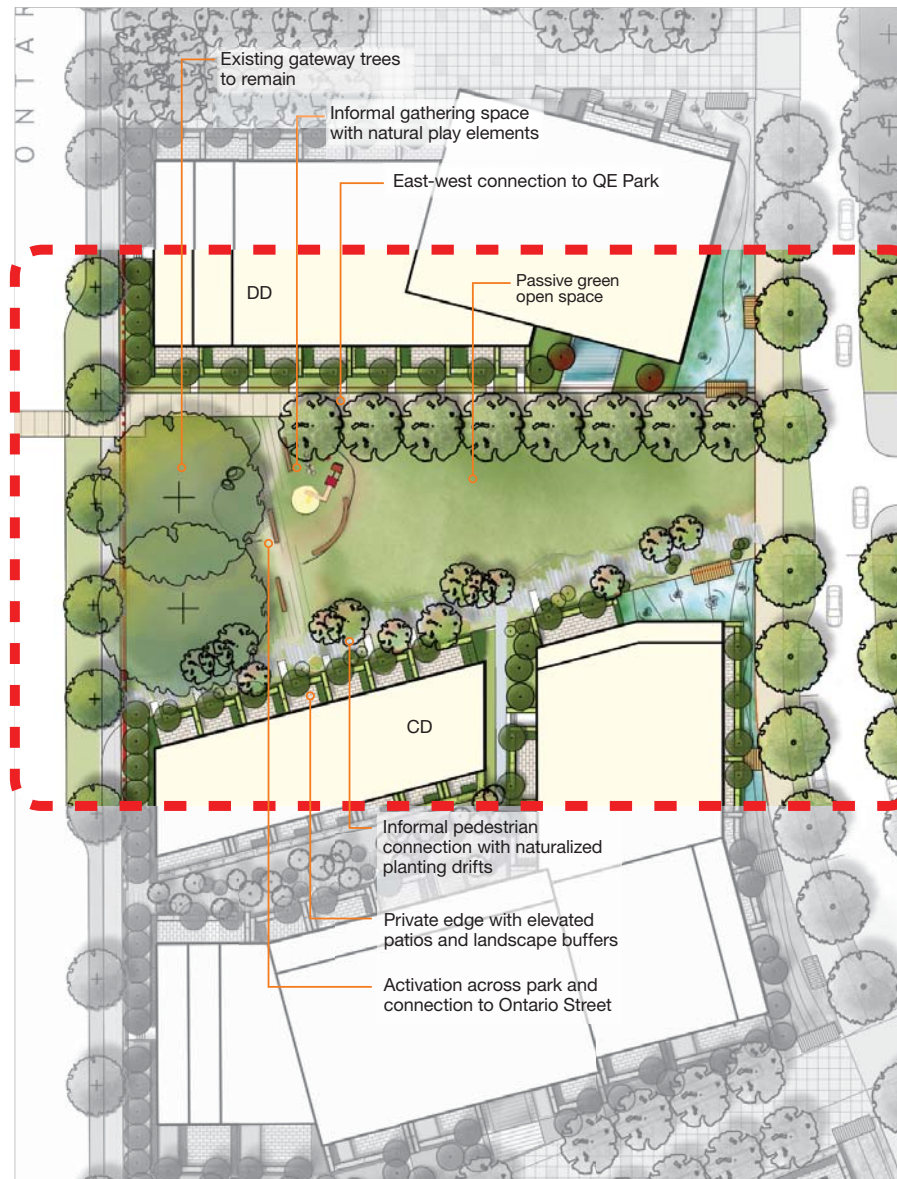 ONTAR
Existing gateway trees
to remain
Informal gathering space
with natural play elements
East-west connection to QE Park
Passive green
open space
DD
CD
Informal pedestrian
connection with naturalized
planting drifts
Private edge with elevated
patios and landscape buffers
Activation across park and
connection to Ontario Street